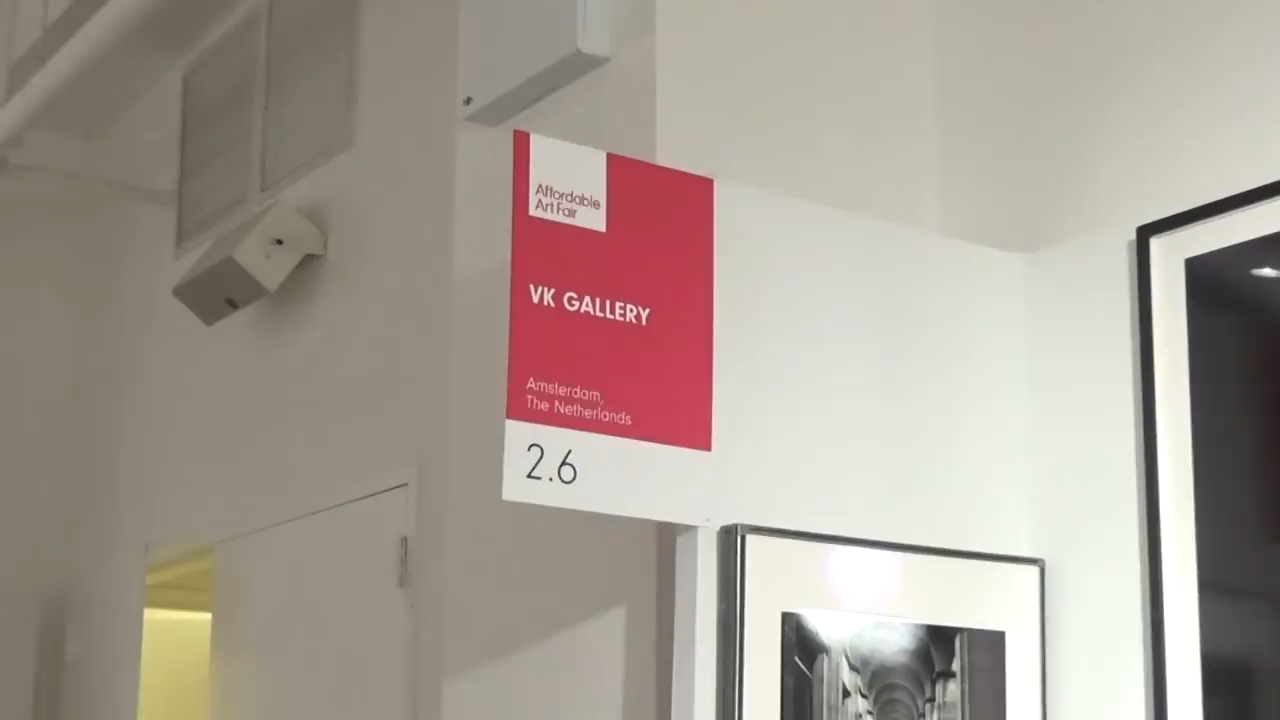 Affordable
Art Fair
VK GALLERY
Amsterdam,
The Netherlands
2.6